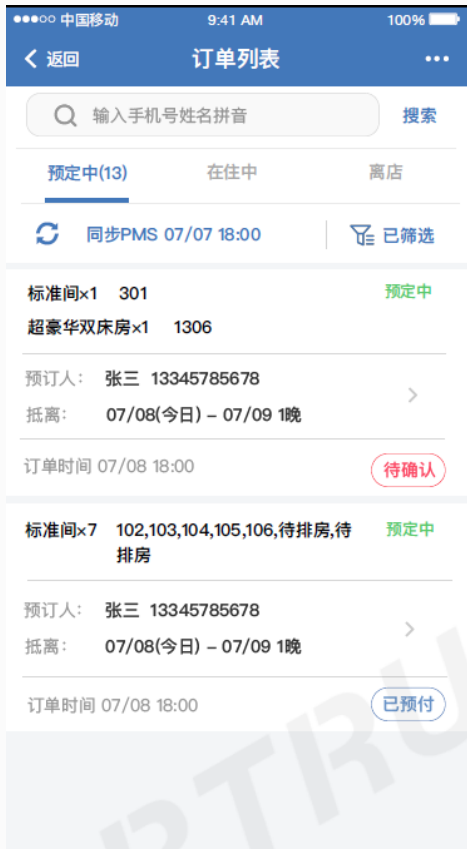 中国移动 9:41 AM 100%
返回 订单列表
输入手机号姓名拼音 搜索
预定中(13) 在住中 离店
同步PMS 07/07 18:00 已筛选
标准间×1 301 预定中
超豪华双床房×1 1306
预订人: 张三 13345785678
抵离: 07/08(今日) – 07/09 1晚
订单时间 07/08 18:00 待确认
标准间×7 102,103,104,105,106,待排房,待 预定中
排房
预订人: 张三 13345785678
抵离: 07/08(今日) – 07/09 1晚
订单时间 07/08 18:00 已预付
RTRU